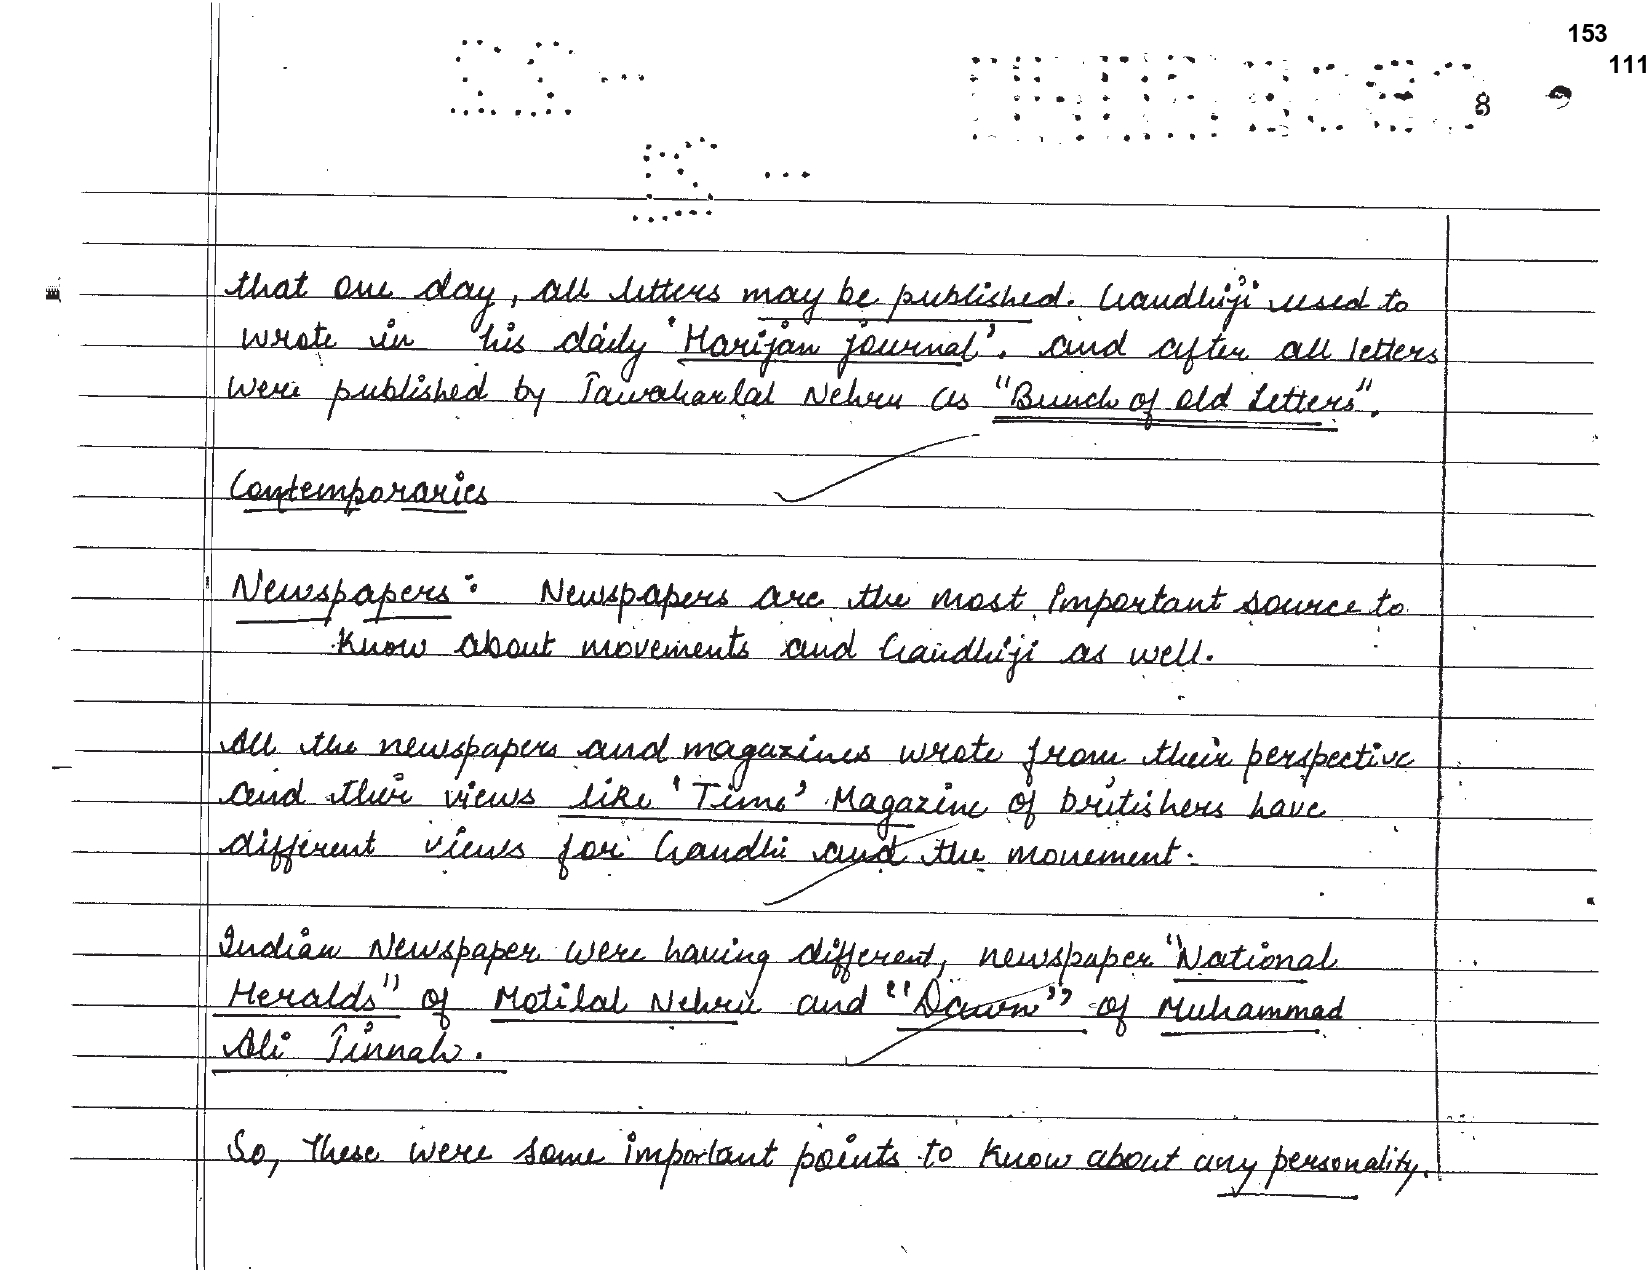 153
111
8
that one day, all letters may be published. Gandhiji used to
wrote in his daily 'Harijan journal'. and after all letters
were published by Jawaharlal Nehru as "Bunch of old Letters".
Contemporaries
Newspapers: Newspapers are the most important source to
know about movements and Gandhiji as well.
All the newspapers and magazines wrote from their perspective
and their views like 'Time' Magazine of britishers have
different views for Gandhi and the movement.
Indian Newspaper were having different, newspaper "National
Heralds" of Motilal Nehru and "Dawn" of Muhammad
Ali Jinnah.
So, these were some important points to know about any personality.